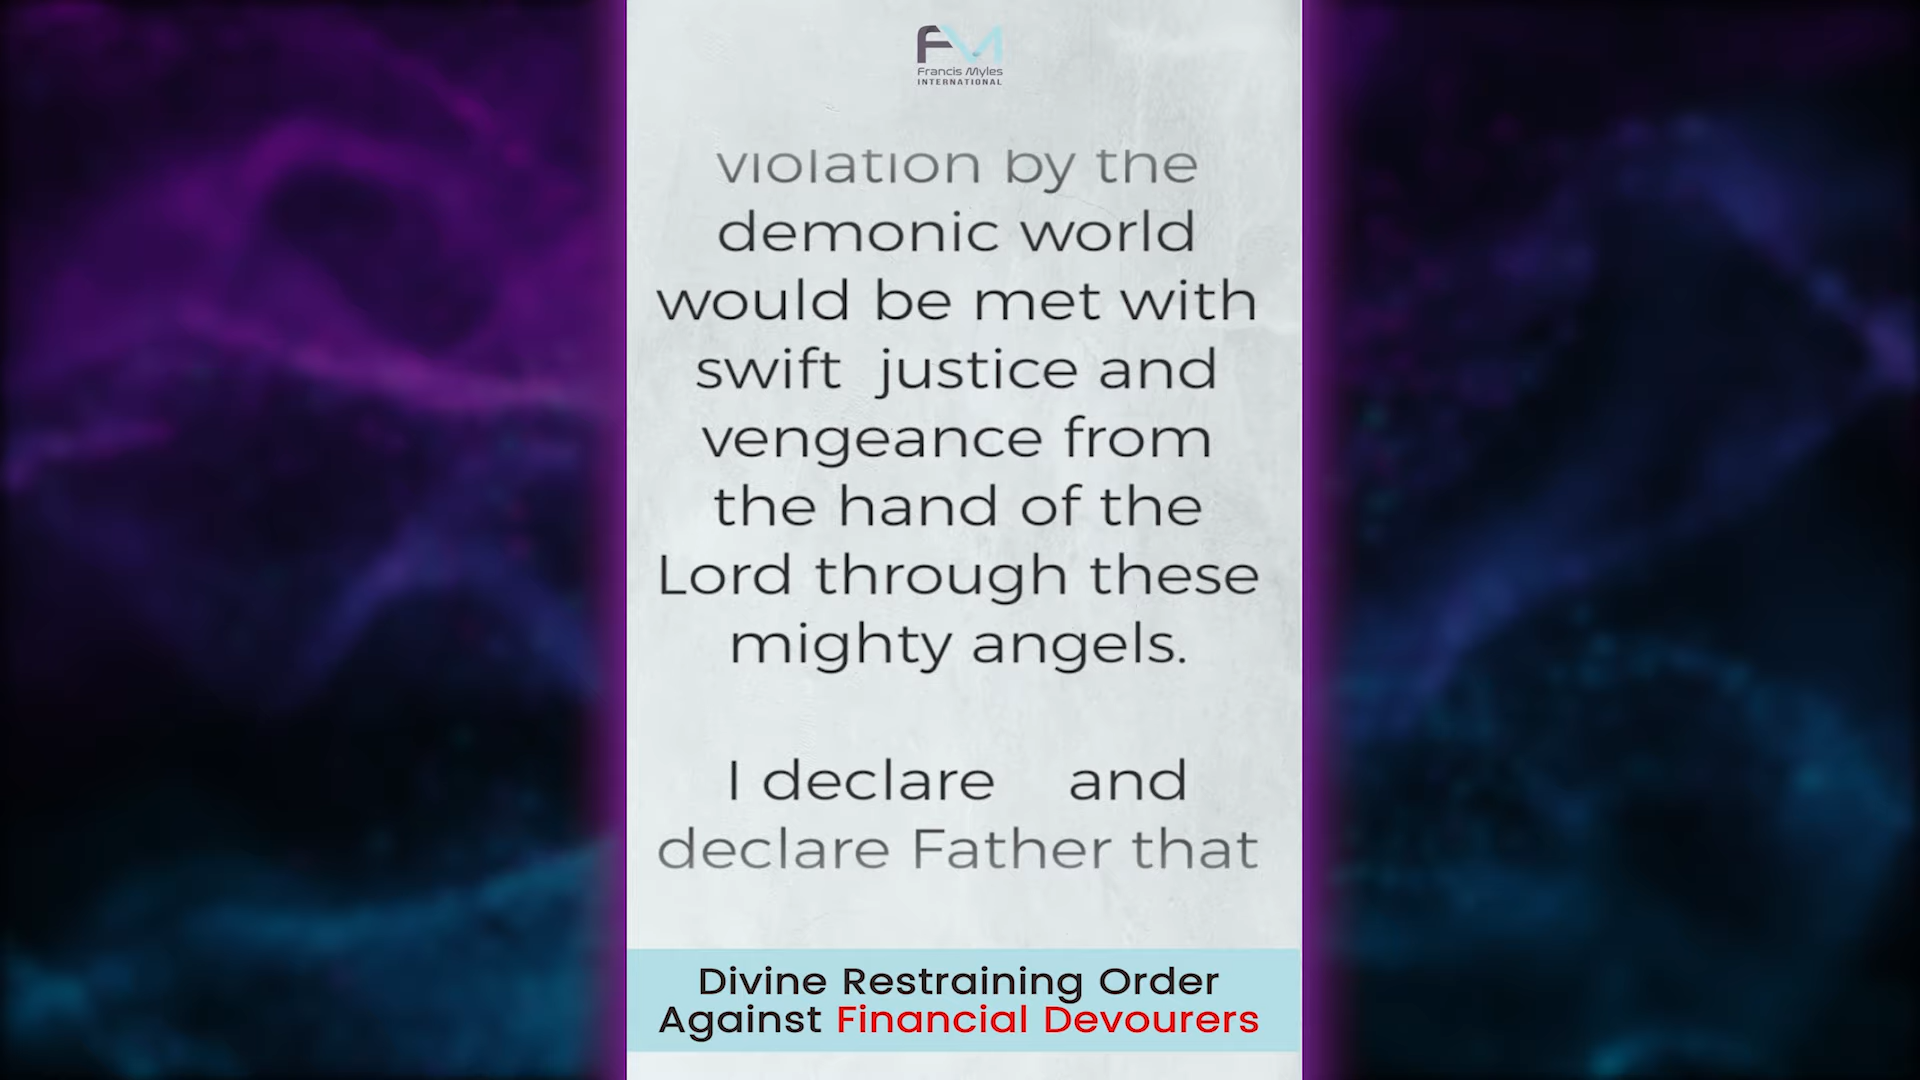 FM
Francis Myles
INTERNATIONAL
violation by the
demonic world
would be met with
swift justice and
vengeance from
the hand of the
Lord through these
mighty angels.
I declare and
declare Father that
Divine Restraining Order
Against Financial Devourers